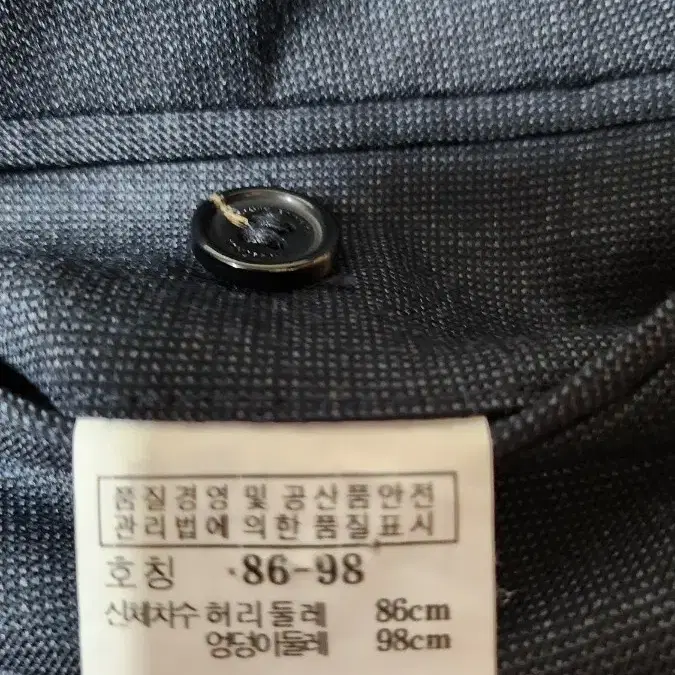 품질경영 및 공산품안전
관리법에 의한 품질표시
호칭 ·86-98
신체차수 허리둘레 86cm
엉덩이둘레 98cm